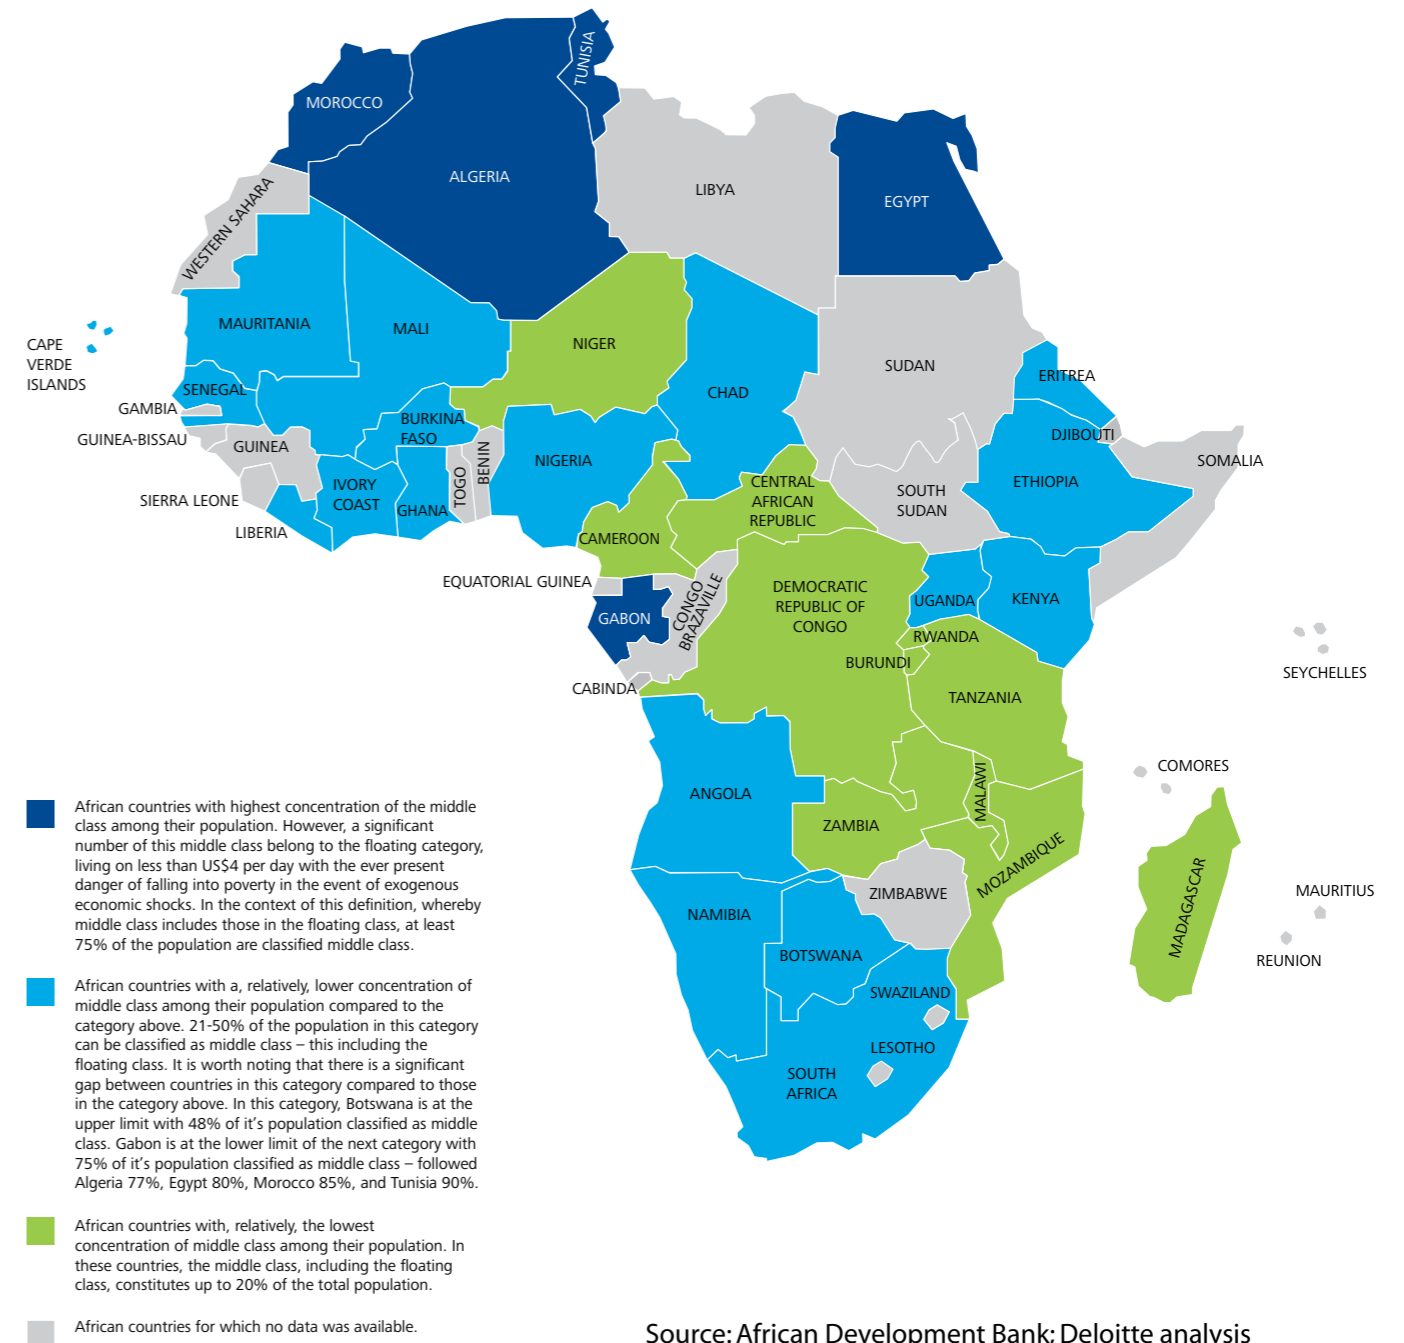 TUNISIA
MOROCCO
ALGERIA
LIBYA
EGYPT
WESTERN SAHARA
MAURITANIA
MALI
NIGER
CHAD
SUDAN
ERITREA
CAPE
VERDE
ISLANDS
SENEGAL
GAMBIA
GUINEA-BISSAU
GUINEA
SIERRA LEONE
LIBERIA
IVORY
COAST
BURKINA
FASO
GHANA
TOGO
BENIN
NIGERIA
CAMEROON
CENTRAL
AFRICAN
REPUBLIC
SOUTH
SUDAN
DJIBOUTI
ETHIOPIA
SOMALIA
EQUATORIAL GUINEA
GABON
CONGO
BRAZAVILLE
DEMOCRATIC
REPUBLIC OF
CONGO
UGANDA
KENYA
RWANDA
BURUNDI
CABINDA
TANZANIA
SEYCHELLES
COMORES
ANGOLA
ZAMBIA
MALAWI
MOZAMBIQUE
ZIMBABWE
MADAGASCAR
MAURITIUS
REUNION
NAMIBIA
BOTSWANA
SWAZILAND
LESOTHO
SOUTH
AFRICA
African countries with highest concentration of the middle
class among their population. However, a significant
number of this middle class belong to the floating category,
living on less than US$4 per day with the ever present
danger of falling into poverty in the event of exogenous
economic shocks. In the context of this definition, whereby
middle class includes those in the floating class, at least
75% of the population are classified middle class.
African countries with a, relatively, lower concentration of
middle class among their population compared to the
category above. 21-50% of the population in this category
can be classified as middle class – this including the
floating class. It is worth noting that there is a significant
gap between countries in this category compared to those
in the category above. In this category, Botswana is at the
upper limit with 48% of it's population classified as middle
class. Gabon is at the lower limit of the next category with
75% of it's population classified as middle class – followed
Algeria 77%, Egypt 80%, Morocco 85%, and Tunisia 90%.
African countries with, relatively, the lowest
concentration of middle class among their population. In
these countries, the middle class, including the floating
class, constitutes up to 20% of the total population.
African countries for which no data was available.
Source: African Development Bank; Deloitte analysis